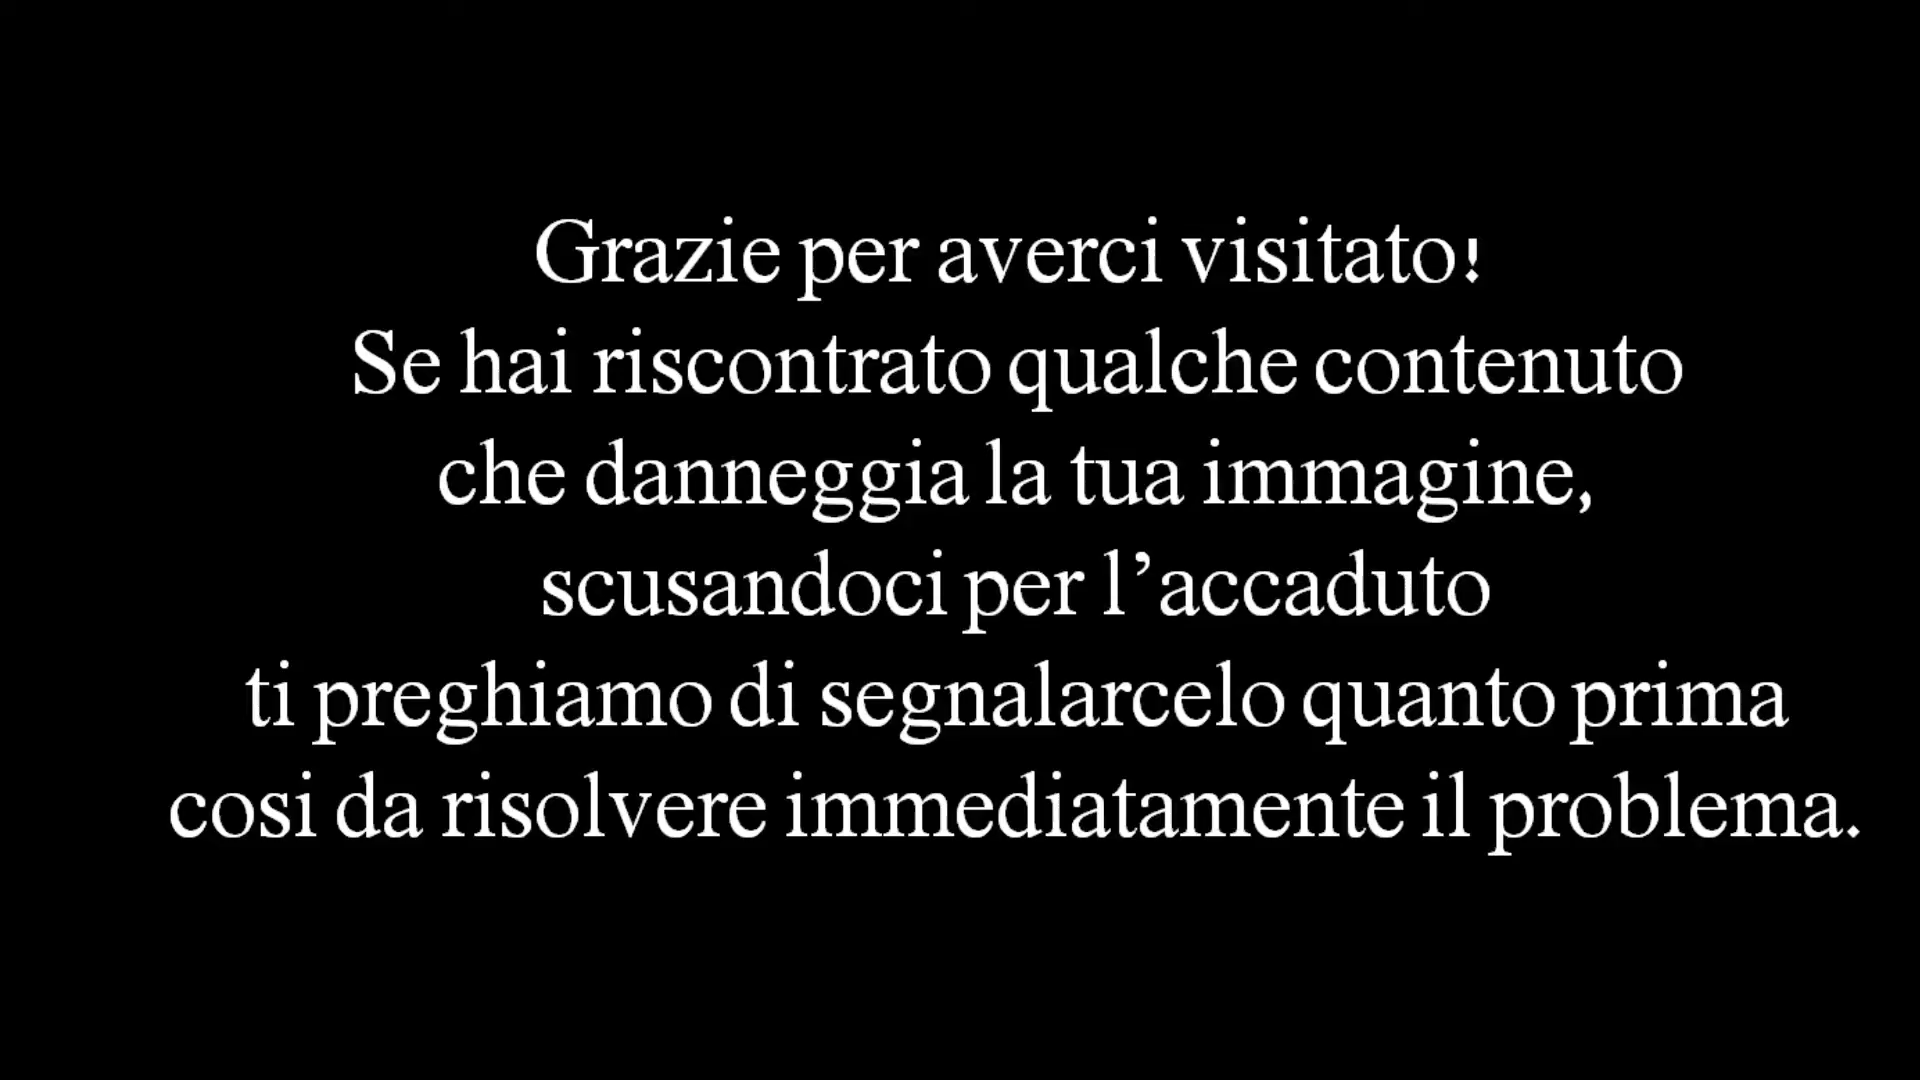 Grazie per averci visitato!
Se hai riscontrato qualche contenuto
che danneggia la tua immagine,
scusandoci per l’accaduto
ti preghiamo di segnalarcelo quanto prima
cosi da risolvere immediatamente il problema.